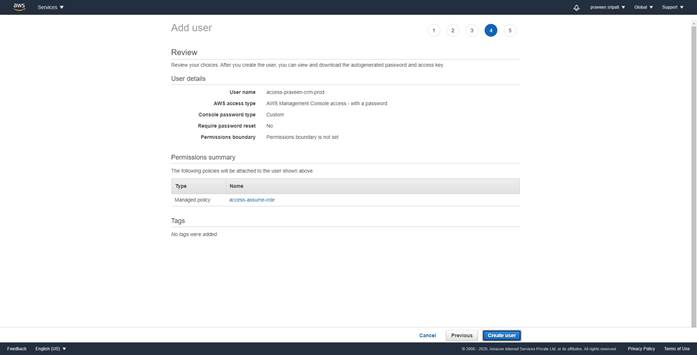 aws Services praveen sripati Global Support
Add user 1 2 3 4 5
Review
Review your choices. After you create the user, you can view and download the autogenerated password and access key.
User details
User name access-praveen-crm-prod
AWS access type AWS Management Console access - with a password
Console password type Custom
Require password reset No
Permissions boundary Permissions boundary is not set
Permissions summary
The following policies will be attached to the user shown above.
Type Name
Managed policy access-assume-role
Tags
No tags were added.
Cancel Previous Create user
Feedback English (US) © 2008 - 2020, Amazon Internet Services Private Ltd. or its affiliates. All rights reserved. Privacy Policy Terms of Use